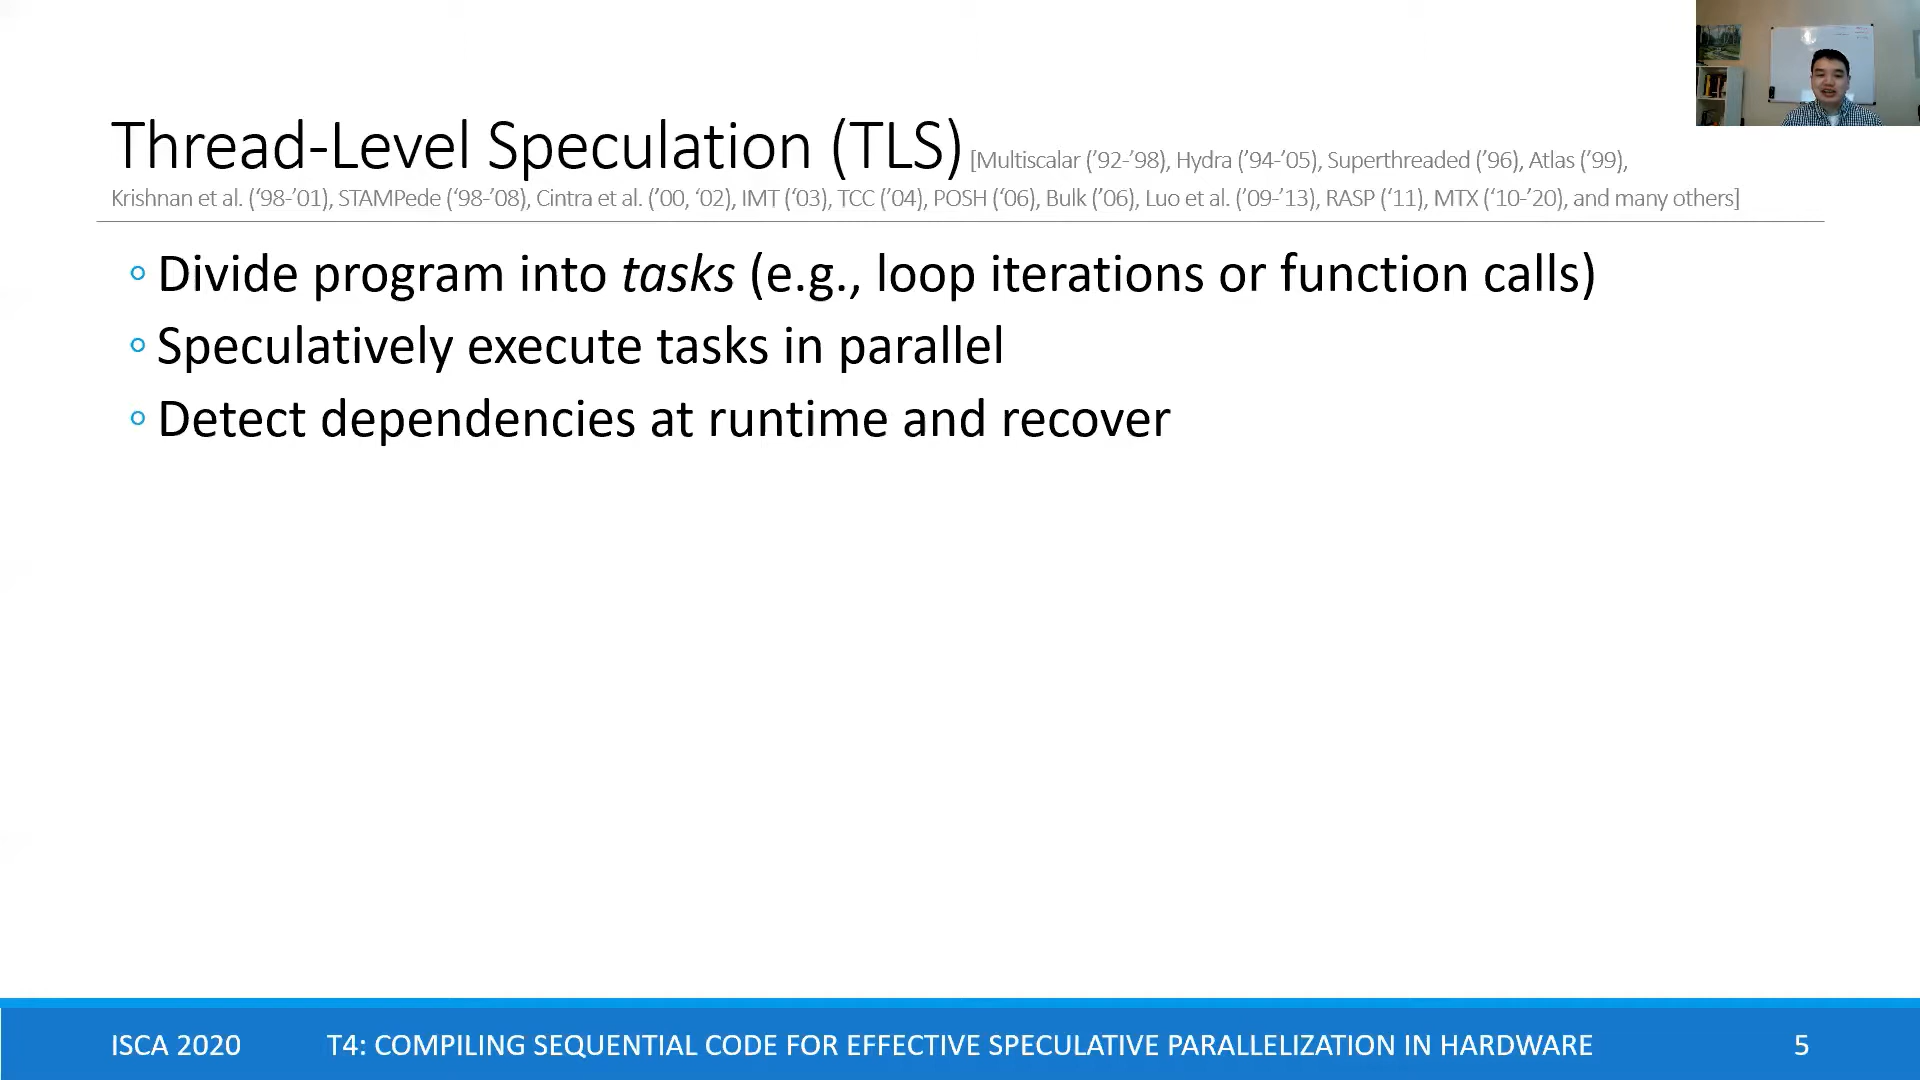 Thread-Level Speculation (TLS) [Multiscalar (’92-’98), Hydra (’94-’05), Superthreaded (’96), Atlas (’99),
Krishnan et al. (‘98-’01), STAMPede (‘98-’08), Cintra et al. (’00, ‘02), IMT (‘03), TCC (’04), POSH (‘06), Bulk (’06), Luo et al. (’09-’13), RASP (‘11), MTX (‘10-’20), and many others]
◦ Divide program into tasks (e.g., loop iterations or function calls)
◦ Speculatively execute tasks in parallel
◦ Detect dependencies at runtime and recover
ISCA 2020 T4: COMPILING SEQUENTIAL CODE FOR EFFECTIVE SPECULATIVE PARALLELIZATION IN HARDWARE 5